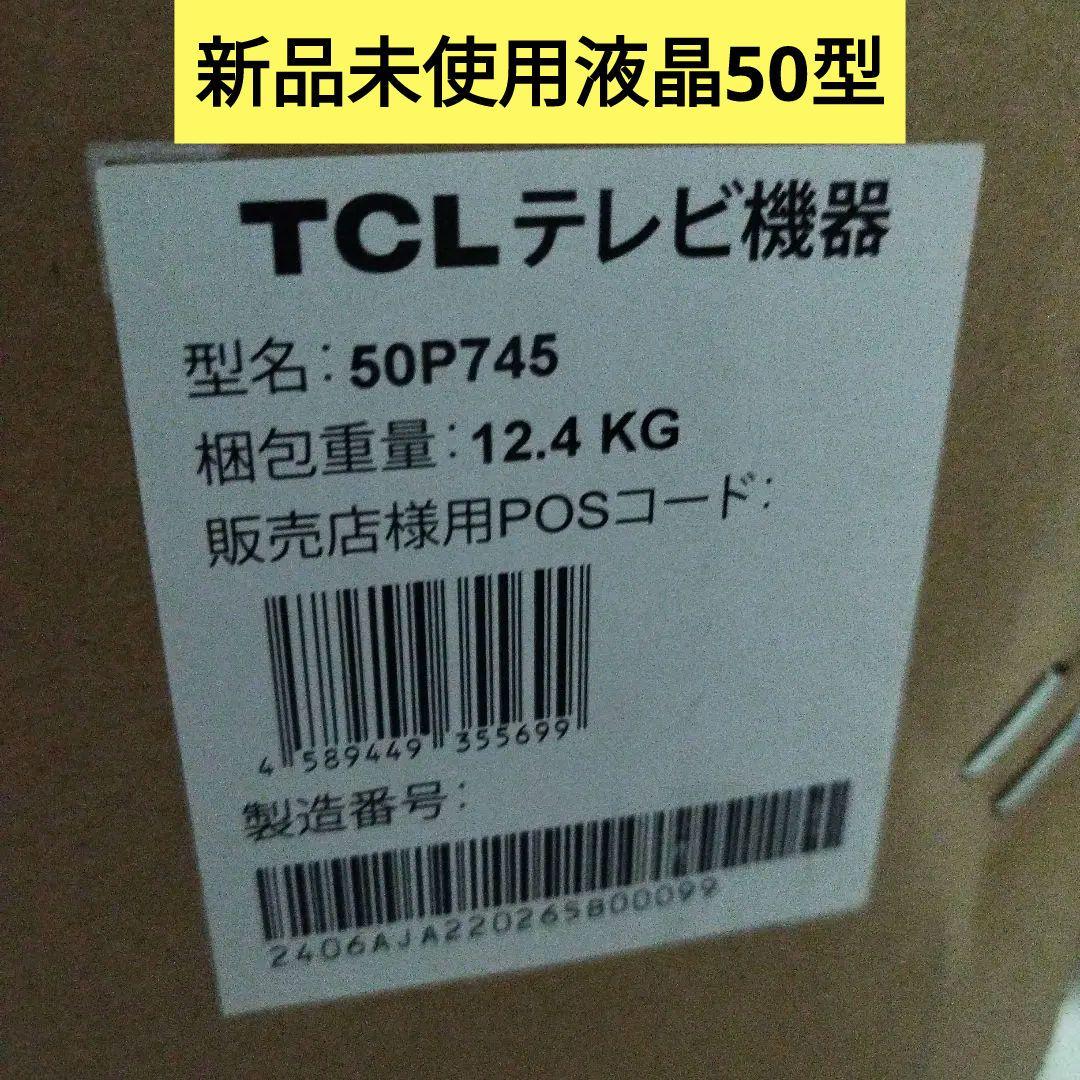 新品未使用液晶50型
TCLテレビ機器
型名:50P745
梱包重量:12.4 KG
販売店様用POSコード:
4 589449 355699
製造番号:
2406AJA220265800099